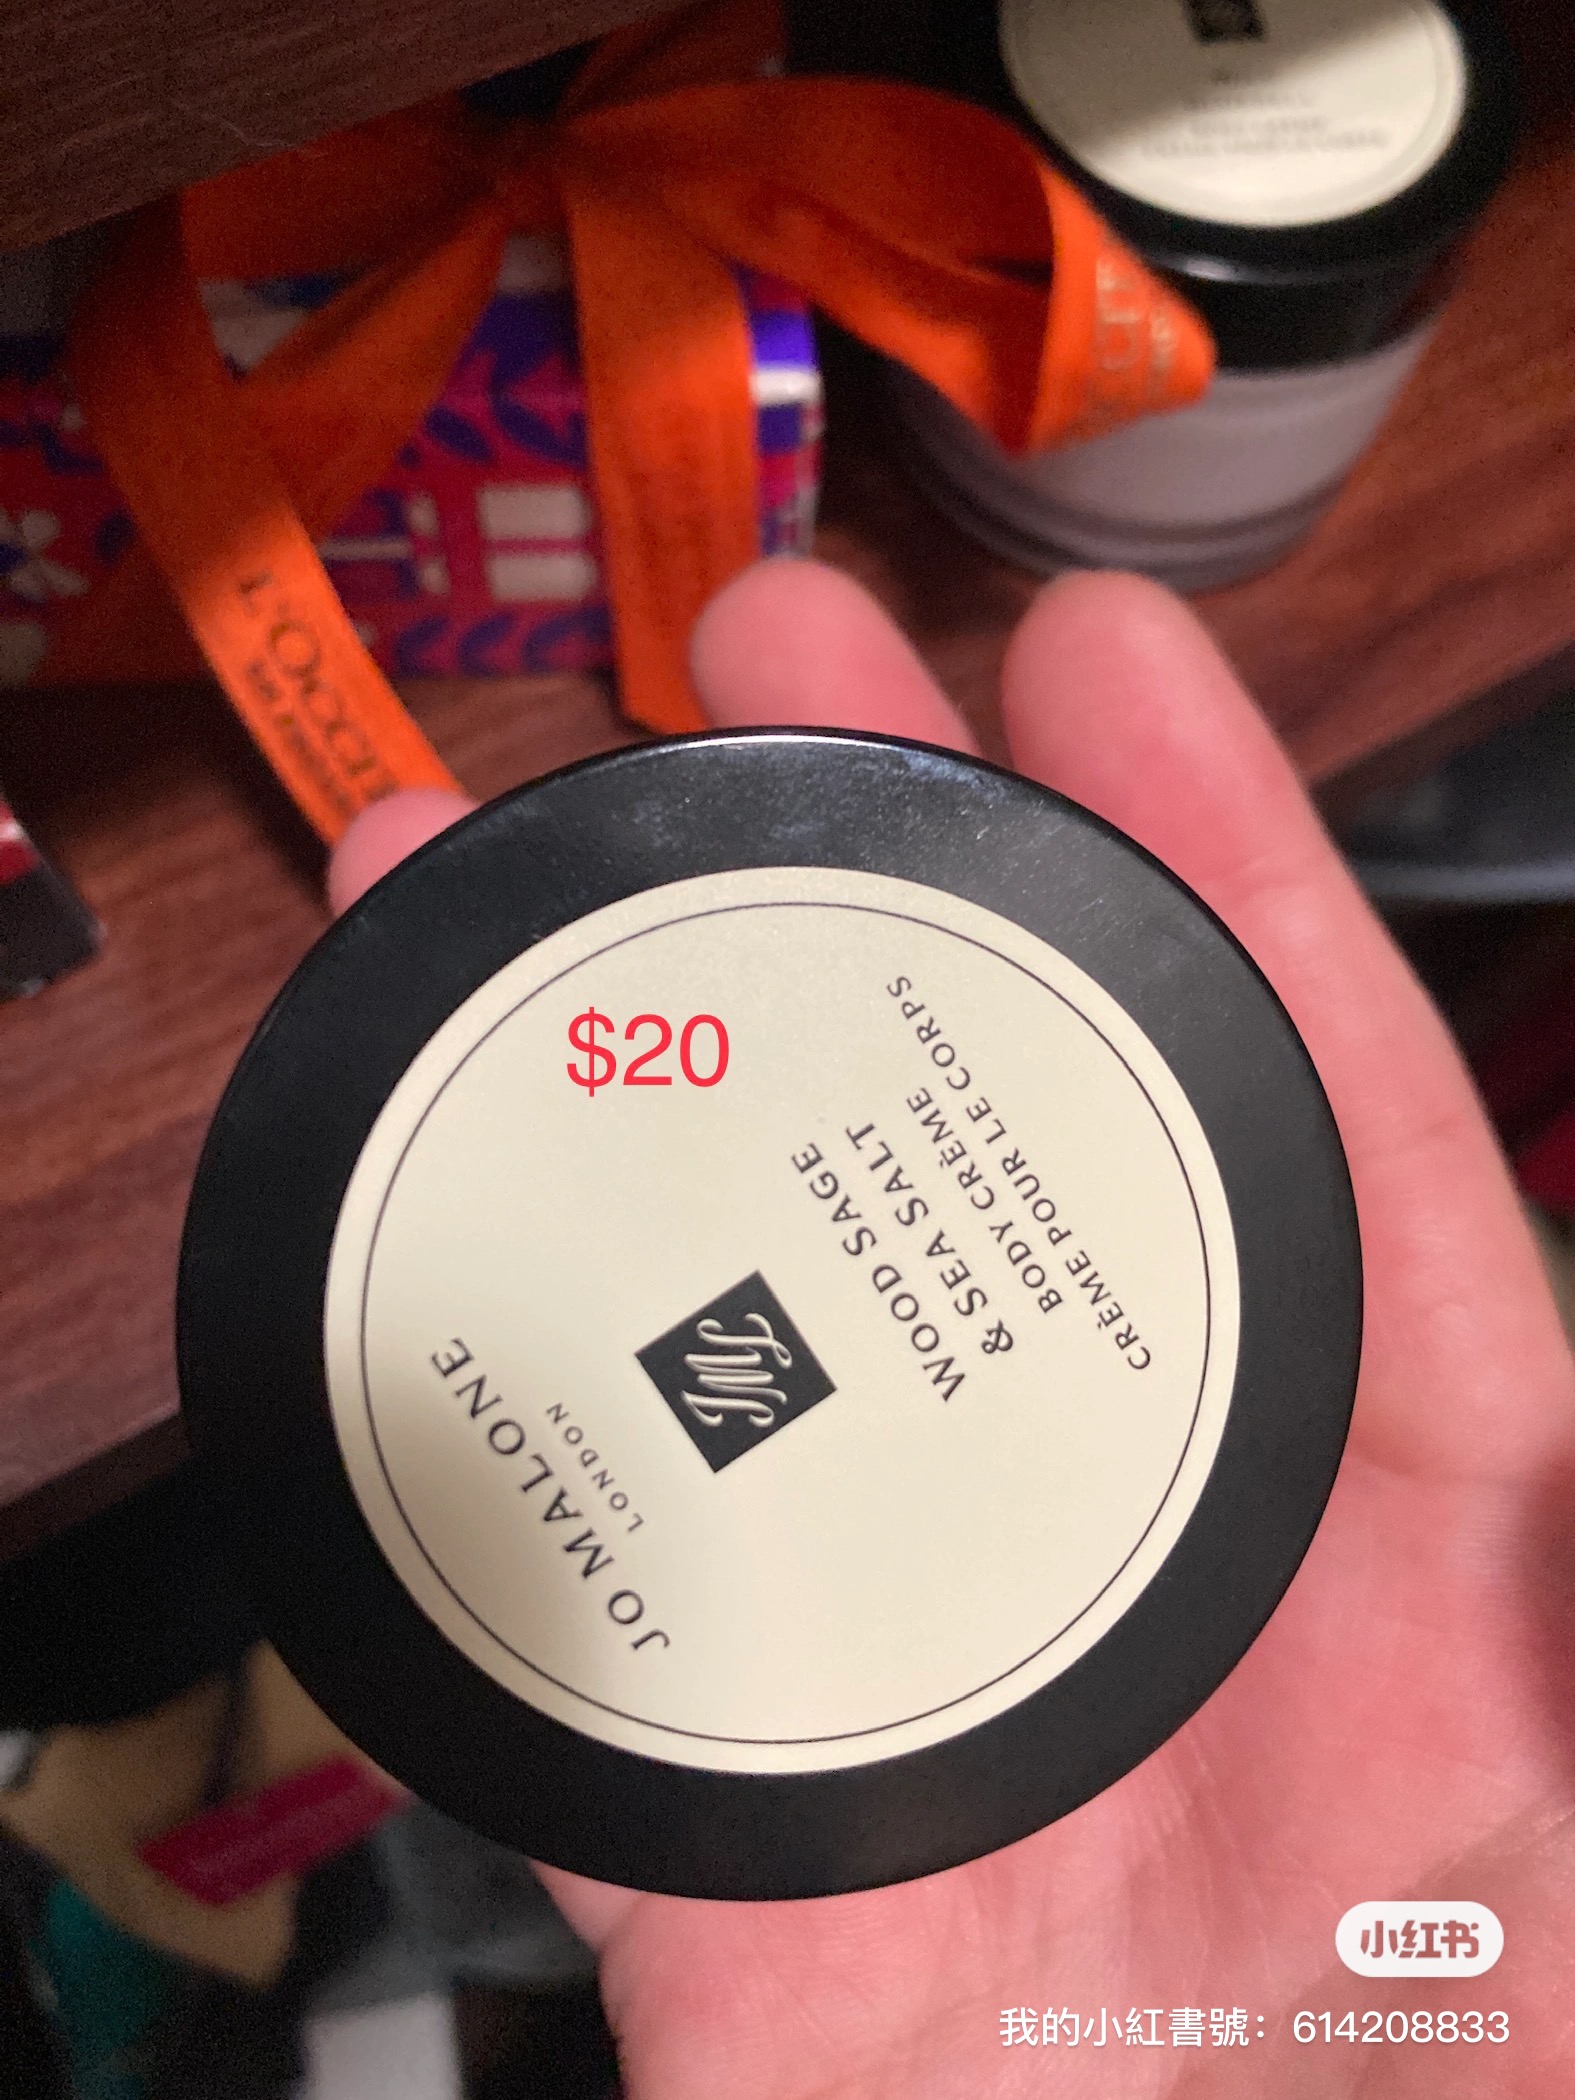 $20
JO MALONE
LONDON
WOOD SAGE
& SEA SALT
BODY CRÈME
CRÈME POUR LE CORPS
L'OCCIT
小红书
我的小紅書號：614208833